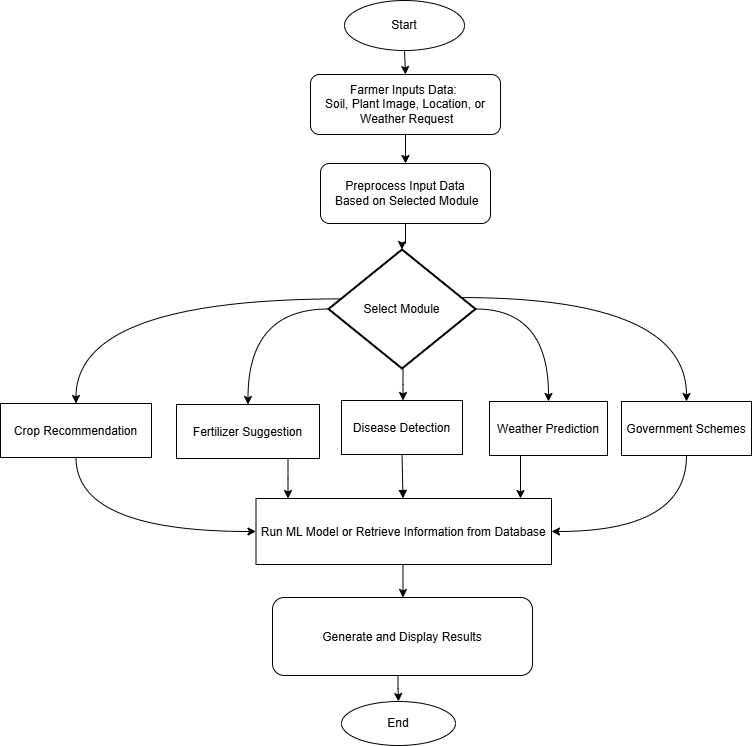 Start
Farmer Inputs Data:
Soil, Plant Image, Location, or
Weather Request
Preprocess Input Data
Based on Selected Module
Select Module
Crop Recommendation
Fertilizer Suggestion
Disease Detection
Weather Prediction
Government Schemes
Run ML Model or Retrieve Information from Database
Generate and Display Results
End